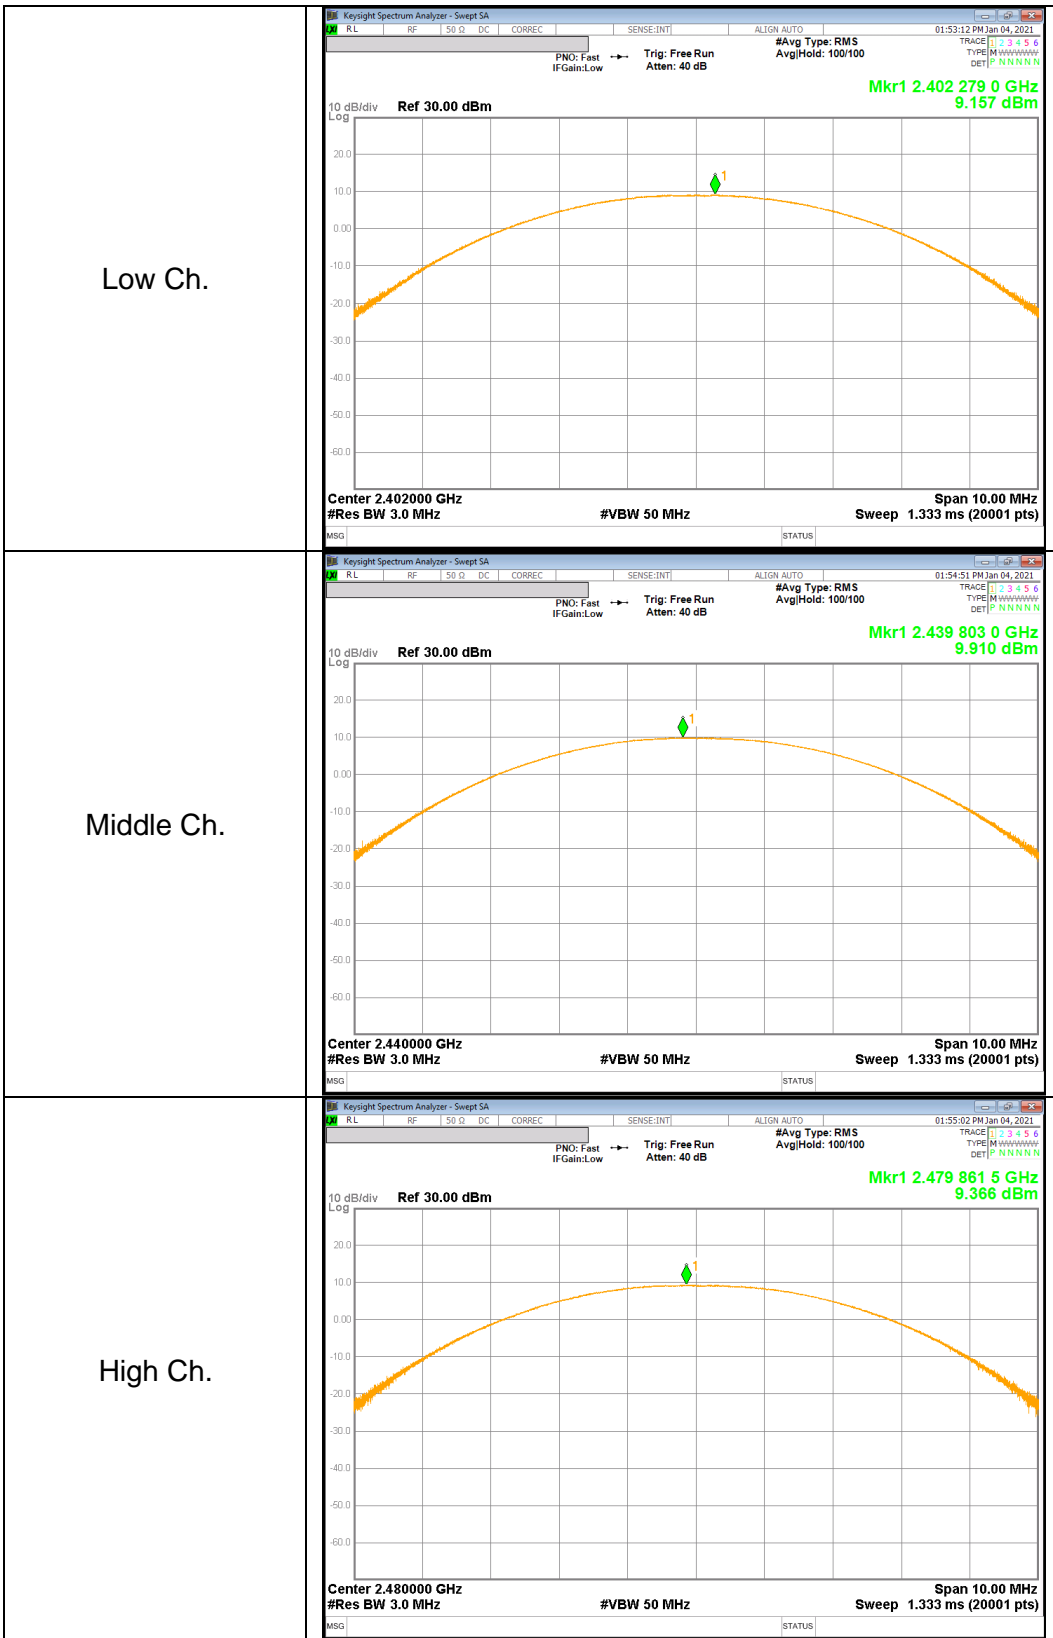 Low Ch.
Keysight Spectrum Analyzer - Swept SA
RL RF 50 Ω DC CORREC SENSE:INT ALIGN AUTO 01:53:12 PM Jan 04, 2021
#Avg Type: RMS TRACE 1 2 3 4 5 6
PNO: Fast Trig: Free Run Avg|Hold: 100/100 TYPE M WWWWW
IFGain:Low Atten: 40 dB DET P N N N N N
Mkr1 2.402 279 0 GHz
9.157 dBm
10 dB/div Ref 30.00 dBm
Log
1
20.0
10.0
0.00
-10.0
-20.0
-30.0
-40.0
-50.0
-60.0
Center 2.402000 GHz Span 10.00 MHz
#Res BW 3.0 MHz #VBW 50 MHz Sweep 1.333 ms (20001 pts)
MSG STATUS
Middle Ch.
Keysight Spectrum Analyzer - Swept SA
RL RF 50 Ω DC CORREC SENSE:INT ALIGN AUTO 01:54:51 PM Jan 04, 2021
#Avg Type: RMS TRACE 1 2 3 4 5 6
PNO: Fast Trig: Free Run Avg|Hold: 100/100 TYPE M WWWWW
IFGain:Low Atten: 40 dB DET P N N N N N
Mkr1 2.439 803 0 GHz
9.910 dBm
10 dB/div Ref 30.00 dBm
Log
1
20.0
10.0
0.00
-10.0
-20.0
-30.0
-40.0
-50.0
-60.0
Center 2.440000 GHz Span 10.00 MHz
#Res BW 3.0 MHz #VBW 50 MHz Sweep 1.333 ms (20001 pts)
MSG STATUS
High Ch.
Keysight Spectrum Analyzer - Swept SA
RL RF 50 Ω DC CORREC SENSE:INT ALIGN AUTO 01:55:02 PM Jan 04, 2021
#Avg Type: RMS TRACE 1 2 3 4 5 6
PNO: Fast Trig: Free Run Avg|Hold: 100/100 TYPE M WWWWW
IFGain:Low Atten: 40 dB DET P N N N N N
Mkr1 2.479 861 5 GHz
9.366 dBm
10 dB/div Ref 30.00 dBm
Log
1
20.0
10.0
0.00
-10.0
-20.0
-30.0
-40.0
-50.0
-60.0
Center 2.480000 GHz Span 10.00 MHz
#Res BW 3.0 MHz #VBW 50 MHz Sweep 1.333 ms (20001 pts)
MSG STATUS